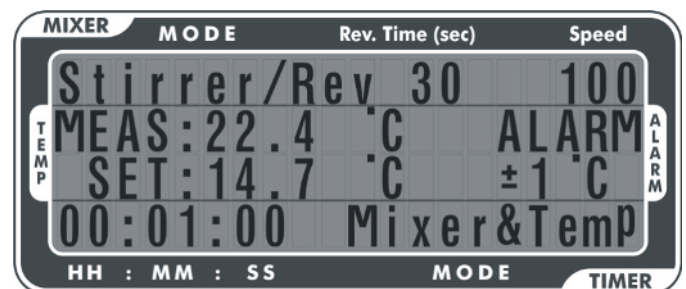 MIXER MODE Rev. Time (sec) Speed
Stirrer/Rev 30 100
TEMP
MEAS:22.4 °C ALARM
SET:14.7 °C ±1 °C
ALARM
00:01:00 Mixer&Temp
HH : MM : SS MODE TIMER